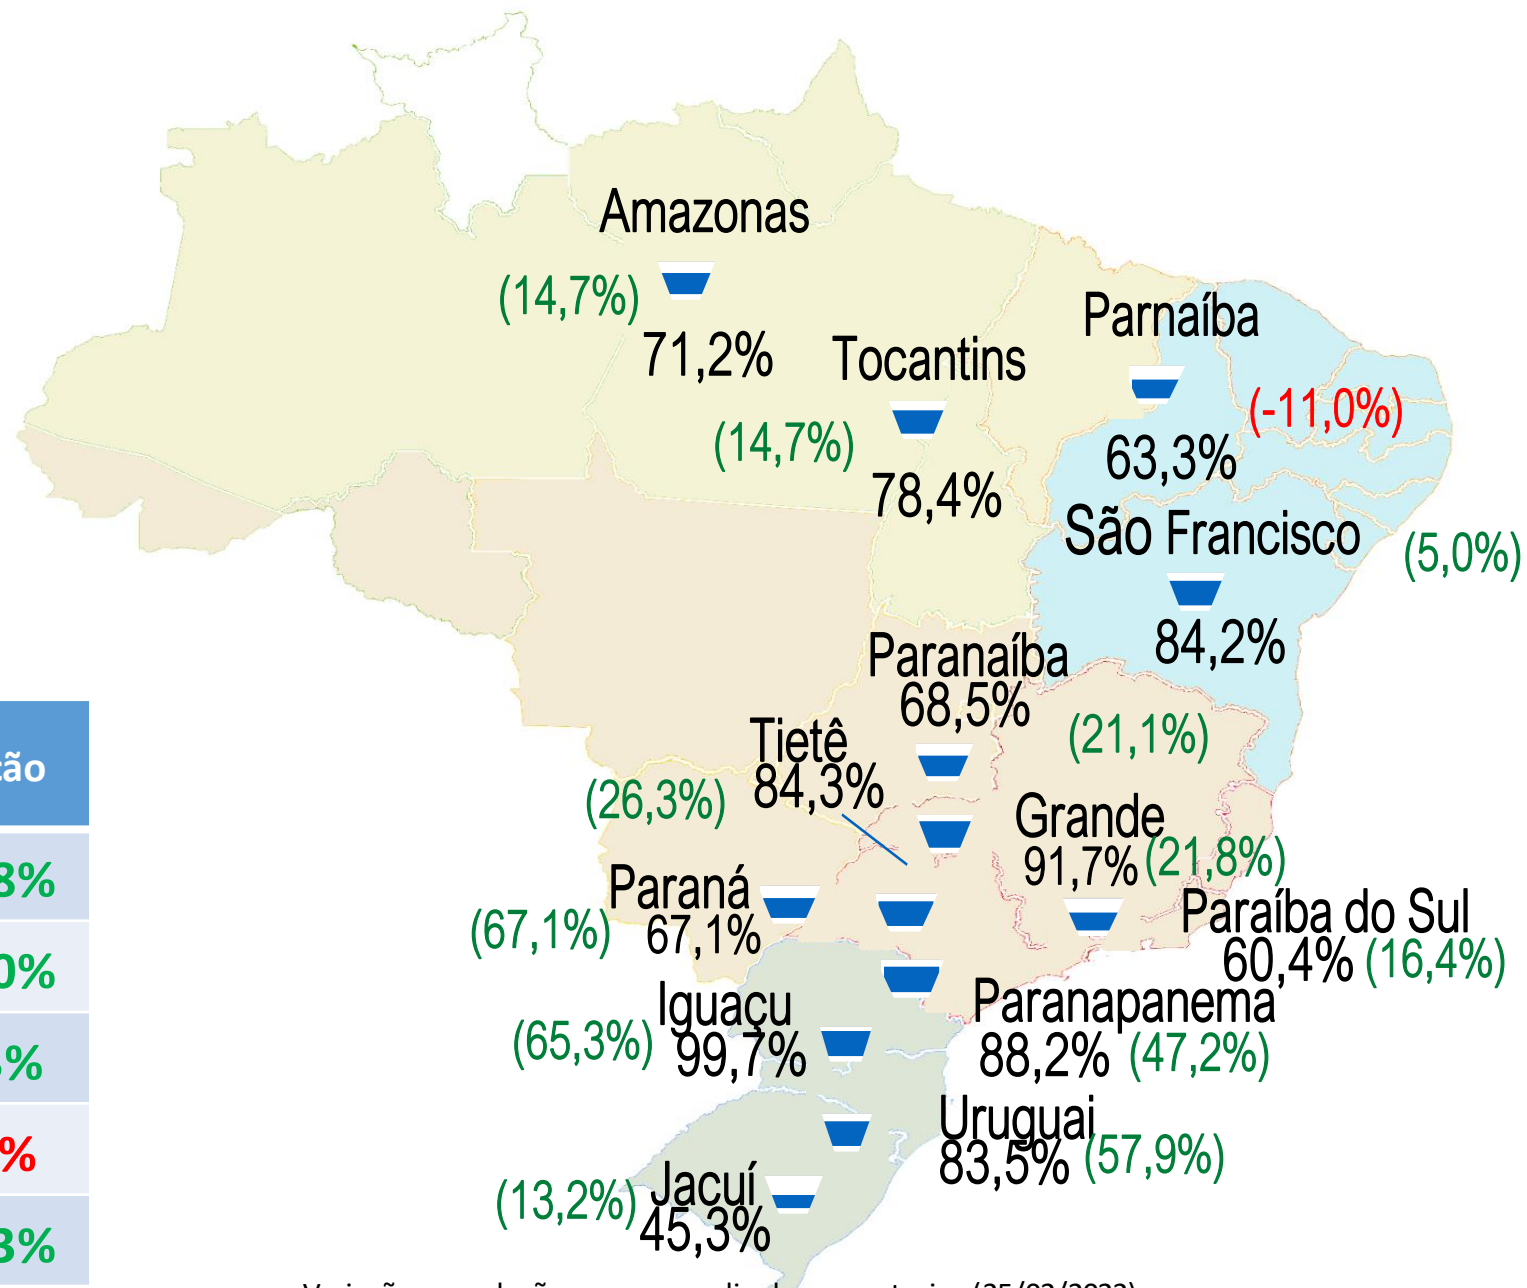 Amazonas
(14,7%)
71,2%
Parnaíba
Tocantins
(-11,0%)
(14,7%)
63,3%
78,4%
São Francisco
(5,0%)
84,2%
Paranaíba
68,5%
(21,1%)
Tietê
84,3%
(26,3%)
Grande
91,7% (21,8%)
Paraná
67,1%
(67,1%)
Paraíba do Sul
60,4% (16,4%)
Iguaçu
99,7%
(65,3%)
Paranapanema
88,2% (47,2%)
Uruguai
83,5% (57,9%)
Jacuí
45,3%
(13,2%)
ão
8%
0%
%
%
3%